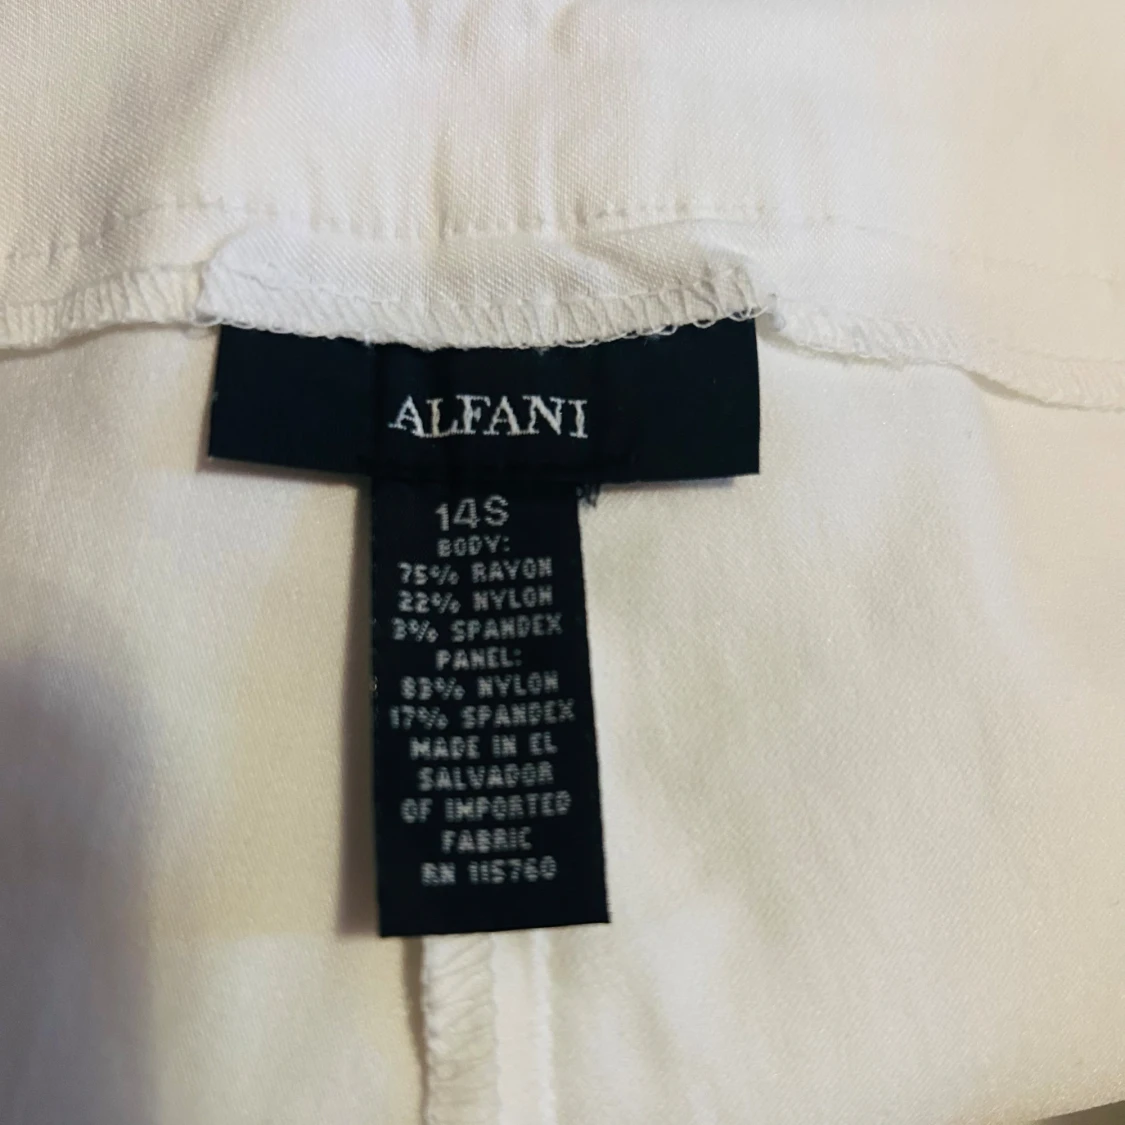 ALFANI
14S
BODY:
75% RAYON
22% NYLON
3% SPANDEX
PANEL:
83% NYLON
17% SPANDEX
MADE IN EL
SALVADOR
OF IMPORTED
FABRIC
RN 115760